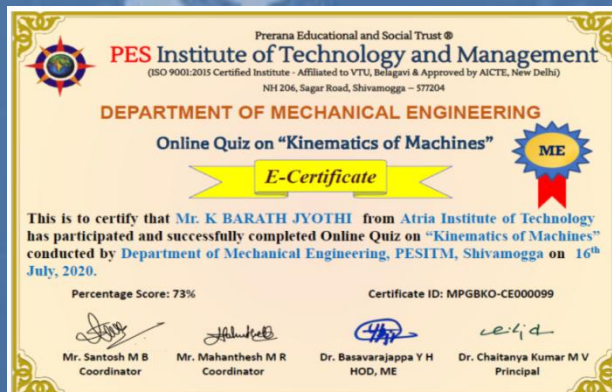 Prerana Educational and Social Trust ®
PES Institute of Technology and Management
(ISO 9001:2015 Certified Institute - Affiliated to VTU, Belagavi & Approved by AICTE, New Delhi)
NH 206, Sagar Road, Shivamogga – 577204
DEPARTMENT OF MECHANICAL ENGINEERING
Online Quiz on “Kinematics of Machines”
ME
E-Certificate
This is to certify that Mr. K BARATH JYOTHI from Atria Institute of Technology
has participated and successfully completed Online Quiz on “Kinematics of Machines”
conducted by Department of Mechanical Engineering, PESITM, Shivamogga on 16th
July, 2020.
Percentage Score: 73% Certificate ID: MPGBKO-CE000099
Mr. Santosh M B Mr. Mahanthesh M R Dr. Basavarajappa Y H Dr. Chaitanya Kumar M V
Coordinator Coordinator HOD, ME Principal